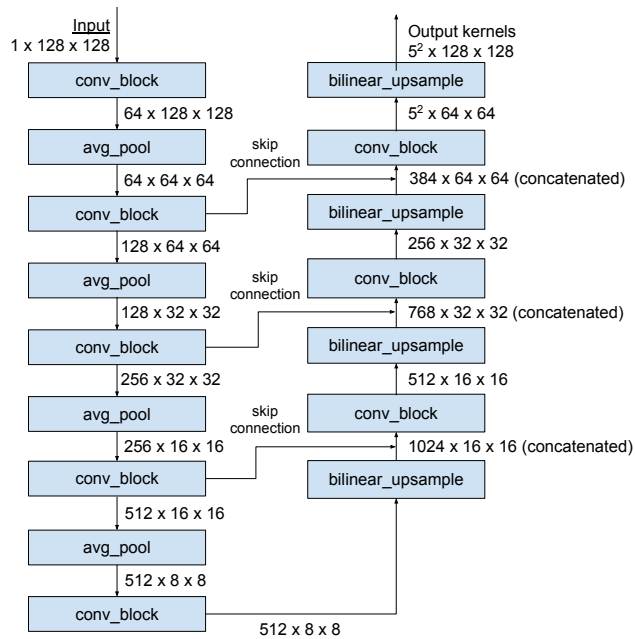 Input
1 x 128 x 128
conv_block
64 x 128 x 128
avg_pool
64 x 64 x 64
conv_block
128 x 64 x 64
avg_pool
128 x 32 x 32
conv_block
256 x 32 x 32
avg_pool
256 x 16 x 16
conv_block
512 x 16 x 16
avg_pool
512 x 8 x 8
conv_block
512 x 8 x 8
skip
connection
skip
connection
skip
connection
Output kernels
5² x 128 x 128
bilinear_upsample
5² x 64 x 64
conv_block
384 x 64 x 64 (concatenated)
bilinear_upsample
256 x 32 x 32
conv_block
768 x 32 x 32 (concatenated)
bilinear_upsample
512 x 16 x 16
conv_block
1024 x 16 x 16 (concatenated)
bilinear_upsample